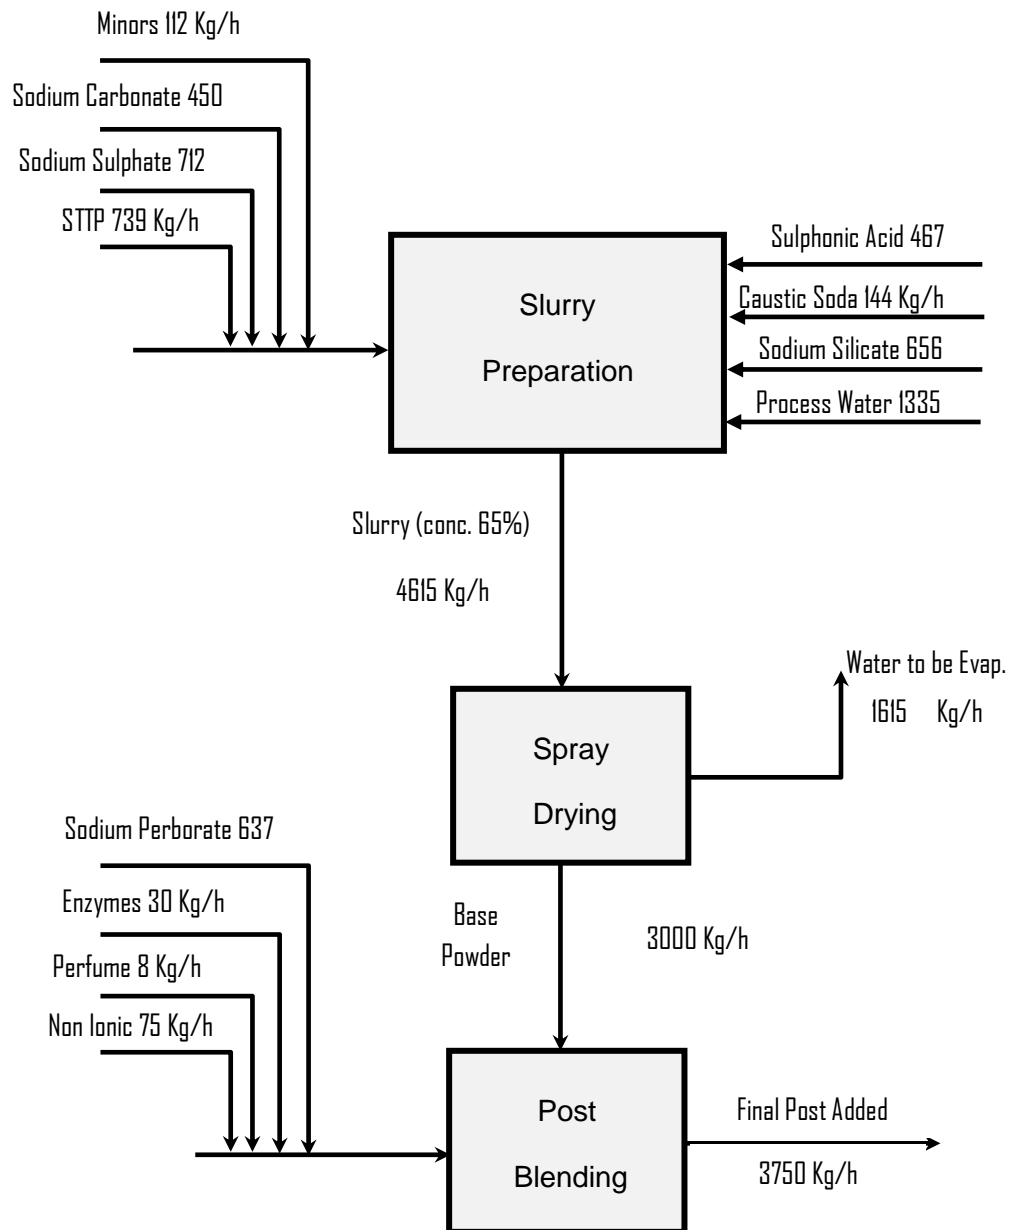 Minors 112 Kg/h
Sodium Carbonate 450
Sodium Sulphate 712
STTP 739 Kg/h
Slurry
Preparation
Sulphonic Acid 467
Caustic Soda 144 Kg/h
Sodium Silicate 656
Process Water 1335
Slurry (conc. 65%)
4615 Kg/h
Water to be Evap.
1615 Kg/h
Spray
Drying
Base
Powder
3000 Kg/h
Sodium Perborate 637
Enzymes 30 Kg/h
Perfume 8 Kg/h
Non Ionic 75 Kg/h
Post
Blending
Final Post Added
3750 Kg/h